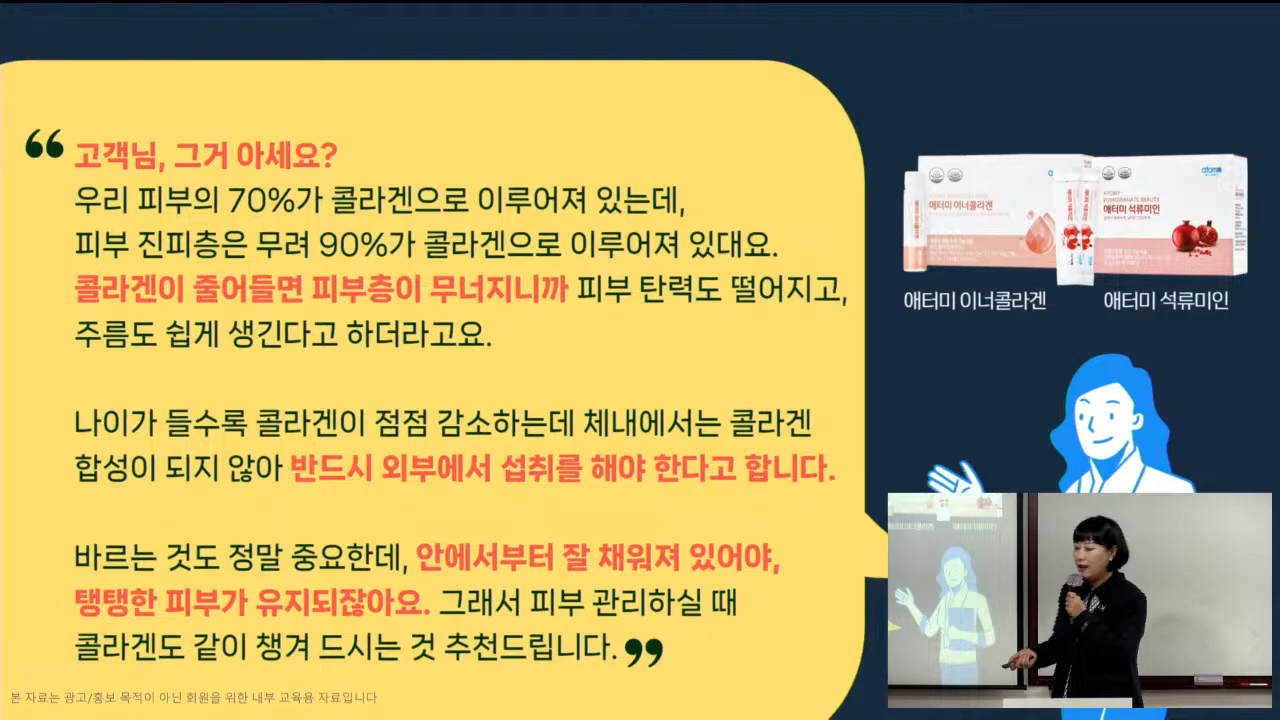 고객님, 그거 아세요?
우리 피부의 70%가 콜라겐으로 이루어져 있는데,
피부 진피층은 무려 90%가 콜라겐으로 이루어져 있대요.
콜라겐이 줄어들면 피부층이 무너지니까 피부 탄력도 떨어지고,
주름도 쉽게 생긴다고 하더라고요.
나이가 들수록 콜라겐이 점점 감소하는데 체내에서는 콜라겐
합성이 되지 않아 반드시 외부에서 섭취를 해야 한다고 합니다.
바르는 것도 정말 중요한데, 안에서부터 잘 채워져 있어야,
탱탱한 피부가 유지되잖아요. 그래서 피부 관리하실 때
콜라겐도 같이 챙겨 드시는 것 추천드립니다.
본 자료는 광고/홍보 목적이 아닌 회원을 위한 내부 교육용 자료입니다
애터미 이너콜라겐
atom
ATOMY
POMEGRANATE BEAUTY
애터미 석류미인
애터미 이너콜라겐
애터미 석류미인